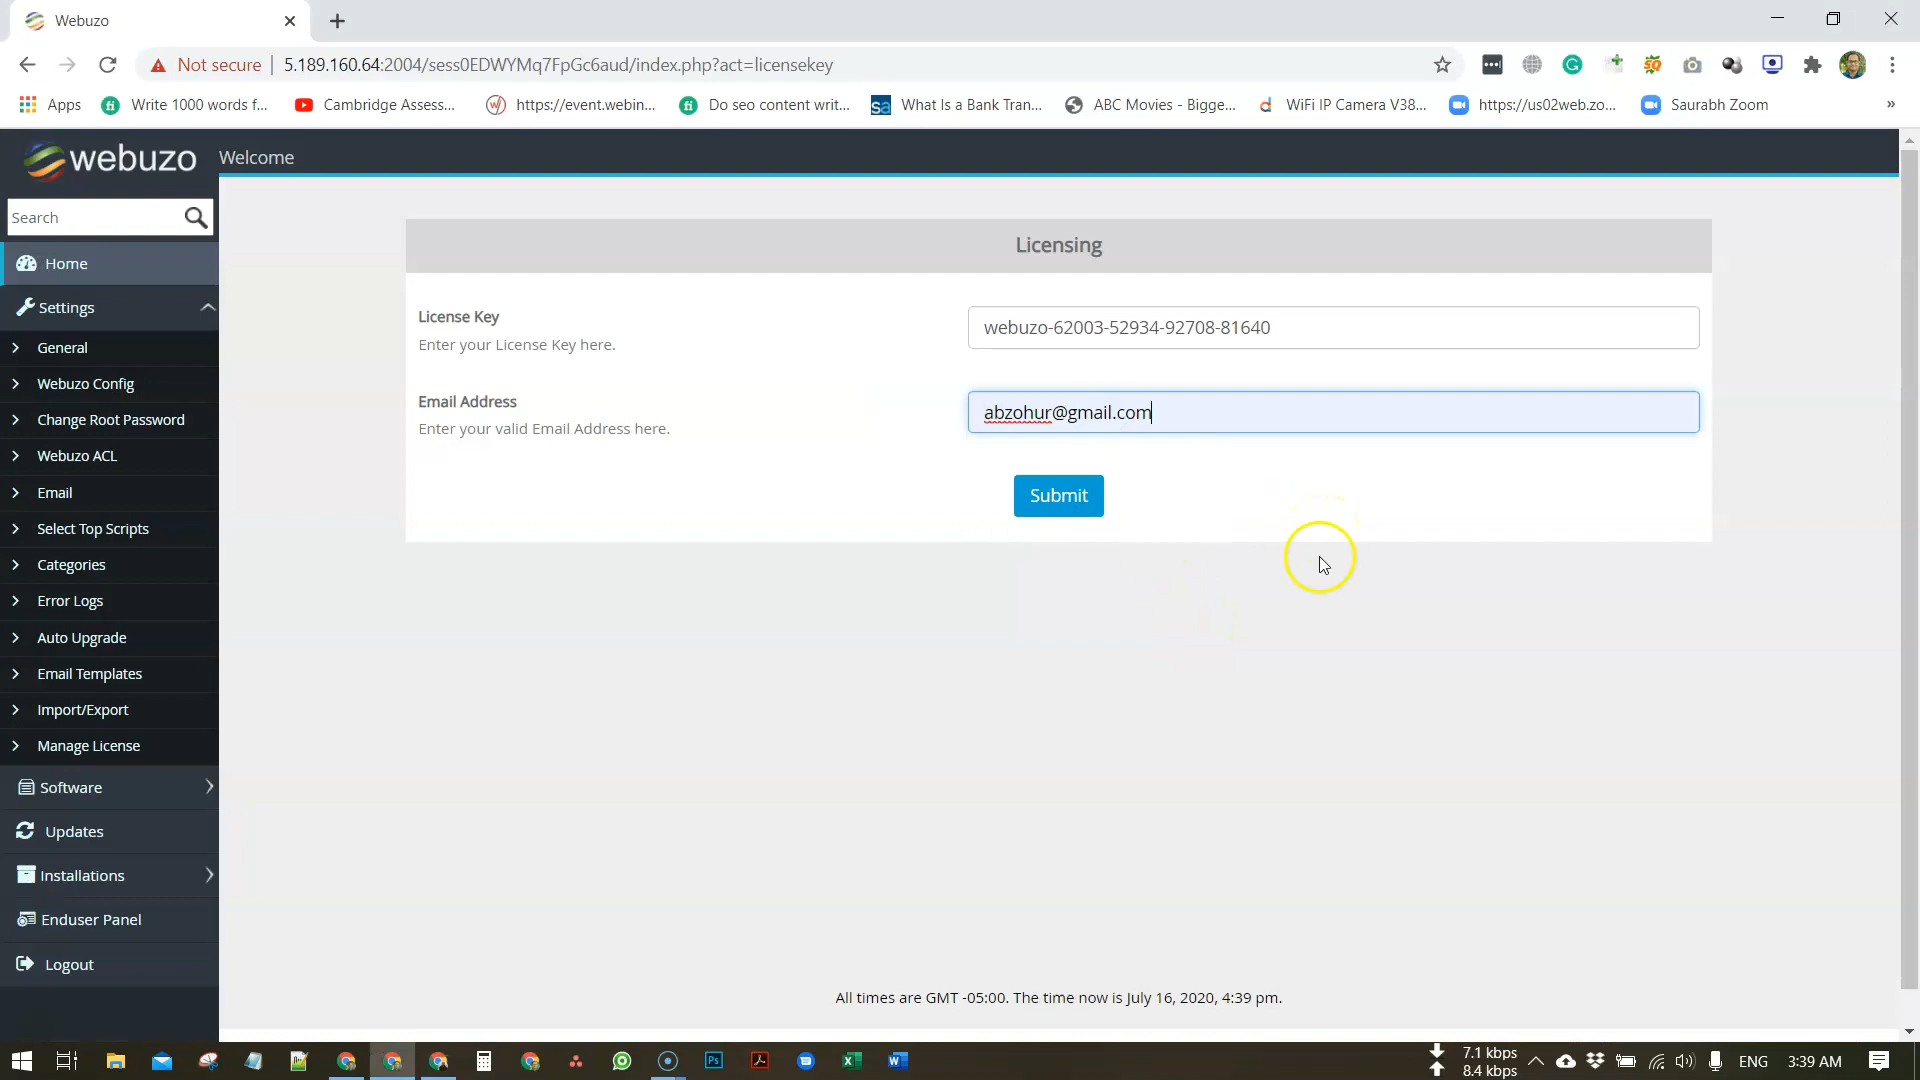 Webuzo
Not secure
5.189.160.64:2004/sess0EDWYMq7FpGc6aud/index.php?act=licensekey
Apps
Write 1000 words f...
Cambridge Assess...
https://event.webin...
Do seo content writ...
What Is a Bank Tran...
ABC Movies - Bigge...
WiFi IP Camera V38...
https://us02web.zo...
Saurabh Zoom
»
webuzo
Welcome
Search
Home
Settings
General
Webuzo Config
Change Root Password
Webuzo ACL
Email
Select Top Scripts
Categories
Error Logs
Auto Upgrade
Email Templates
Import/Export
Manage License
Software
Updates
Installations
Enduser Panel
Logout
Licensing
License Key
Enter your License Key here.
webuzo-62003-52934-92708-81640
Email Address
Enter your valid Email Address here.
abzohur@gmail.com
Submit
All times are GMT -05:00. The time now is July 16, 2020, 4:39 pm.
7.1 kbps
8.4 kbps
ENG
3:39 AM